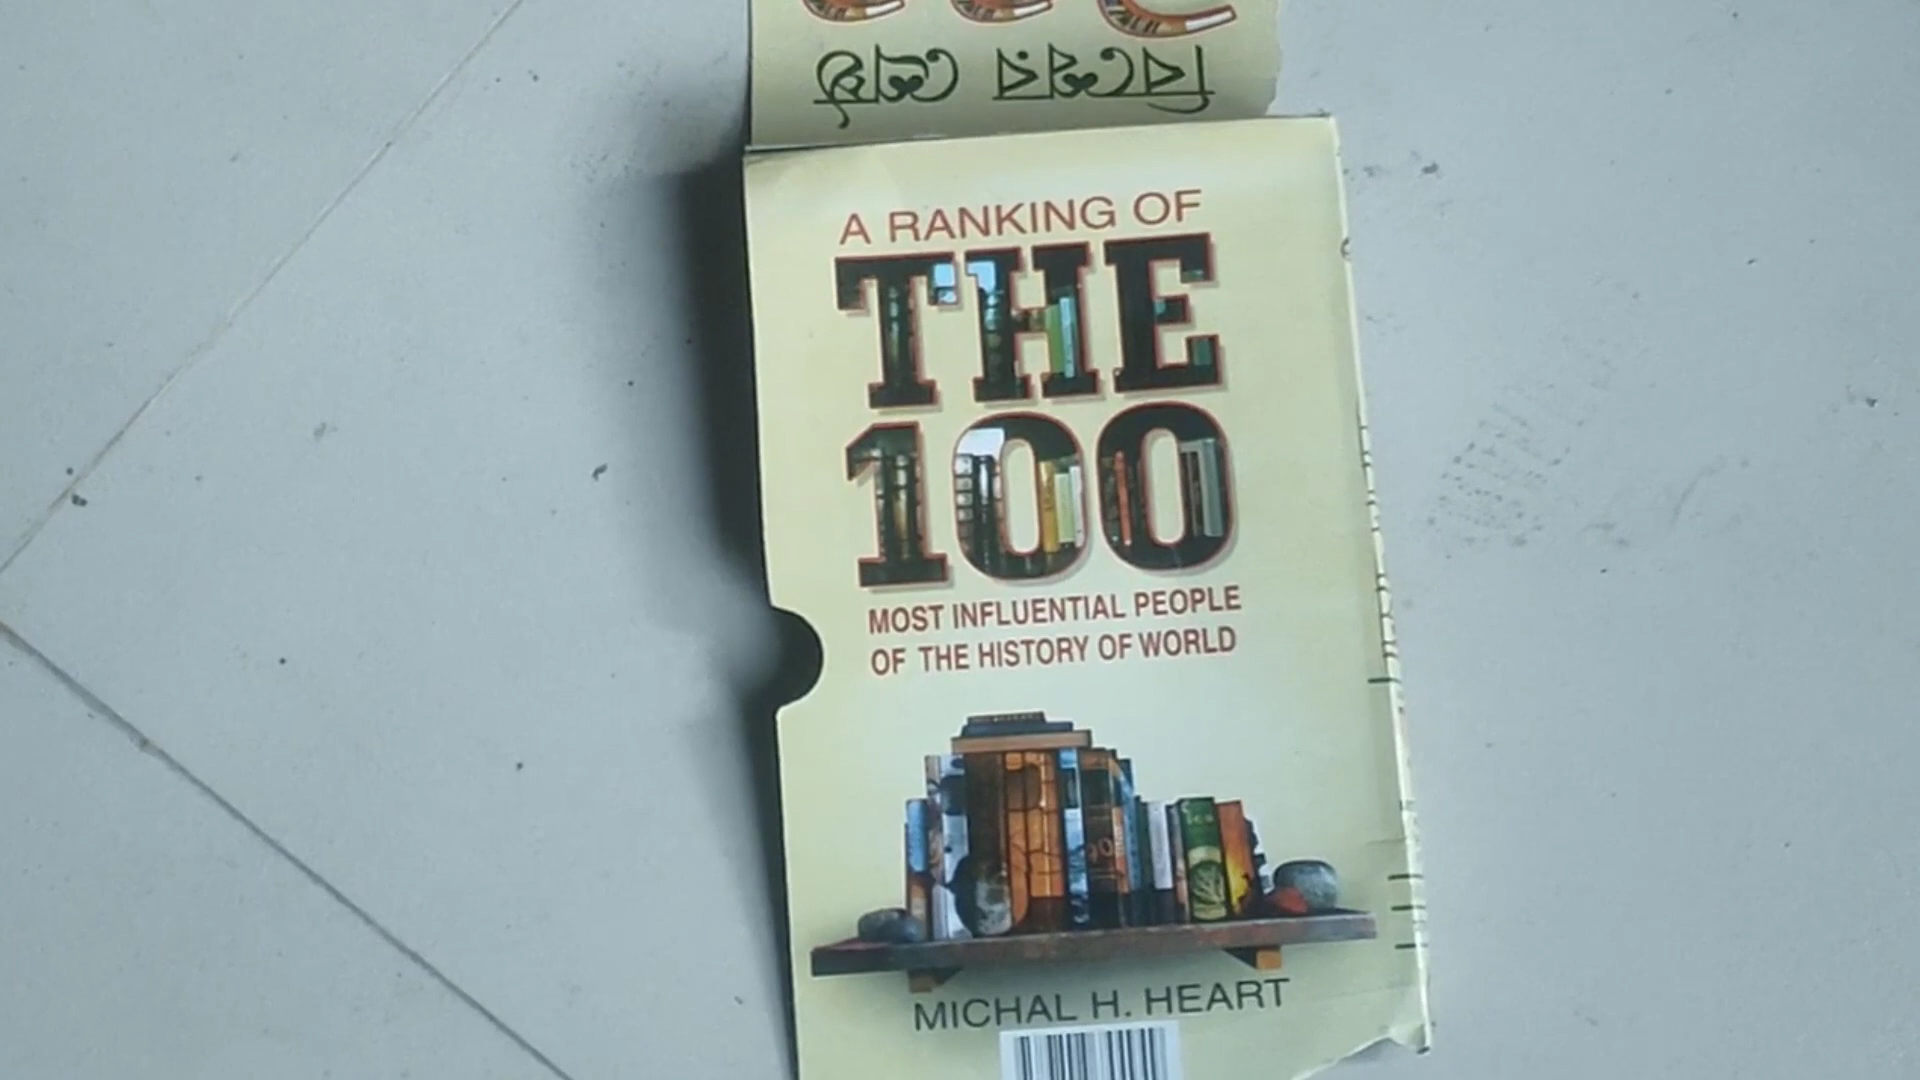 বিশ্বের শ্রেষ্ঠ
A RANKING OF
THE
100
MOST INFLUENTIAL PEOPLE
OF THE HISTORY OF WORLD
MICHAL H. HEART